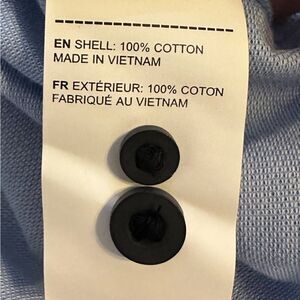 EN SHELL: 100% COTTON
MADE IN VIETNAM
FR EXTÉRIEUR: 100% COTON
FABRIQUÉ AU VIETNAM